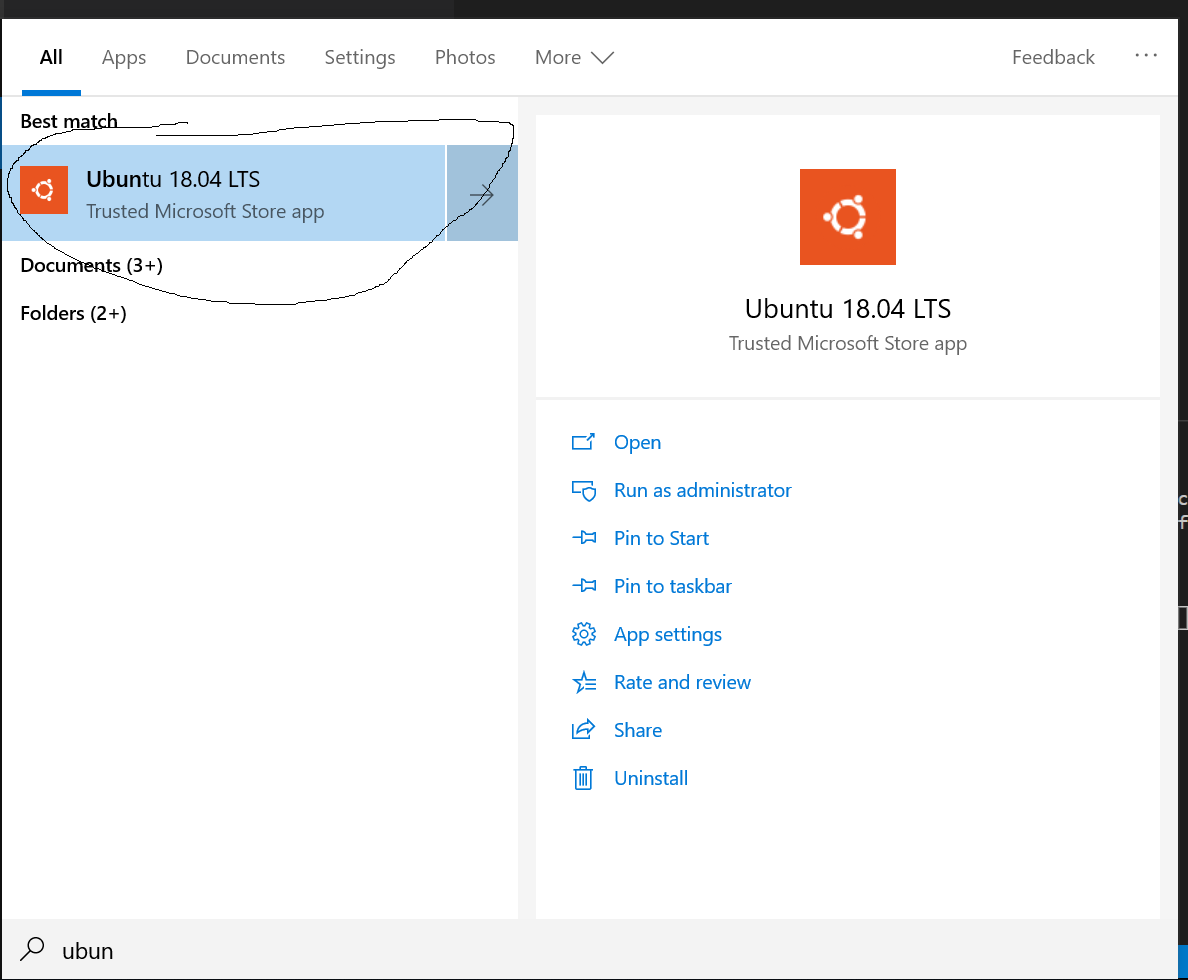 All Apps Documents Settings Photos More Feedback ...
Best match
Ubuntu 18.04 LTS
Trusted Microsoft Store app
Documents (3+)
Folders (2+)
Ubuntu 18.04 LTS
Trusted Microsoft Store app
Open
Run as administrator
Pin to Start
Pin to taskbar
App settings
Rate and review
Share
Uninstall
c
f
ubun